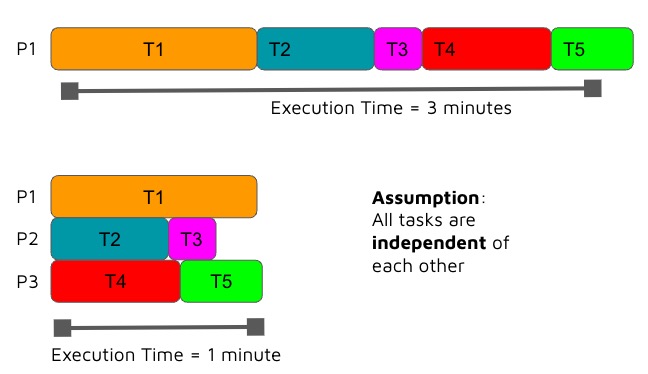 P1 T1 T2 T3 T4 T5
Execution Time = 3 minutes
P1 T1
P2 T2 T3
P3 T4 T5
Execution Time = 1 minute
Assumption:
All tasks are
independent of
each other